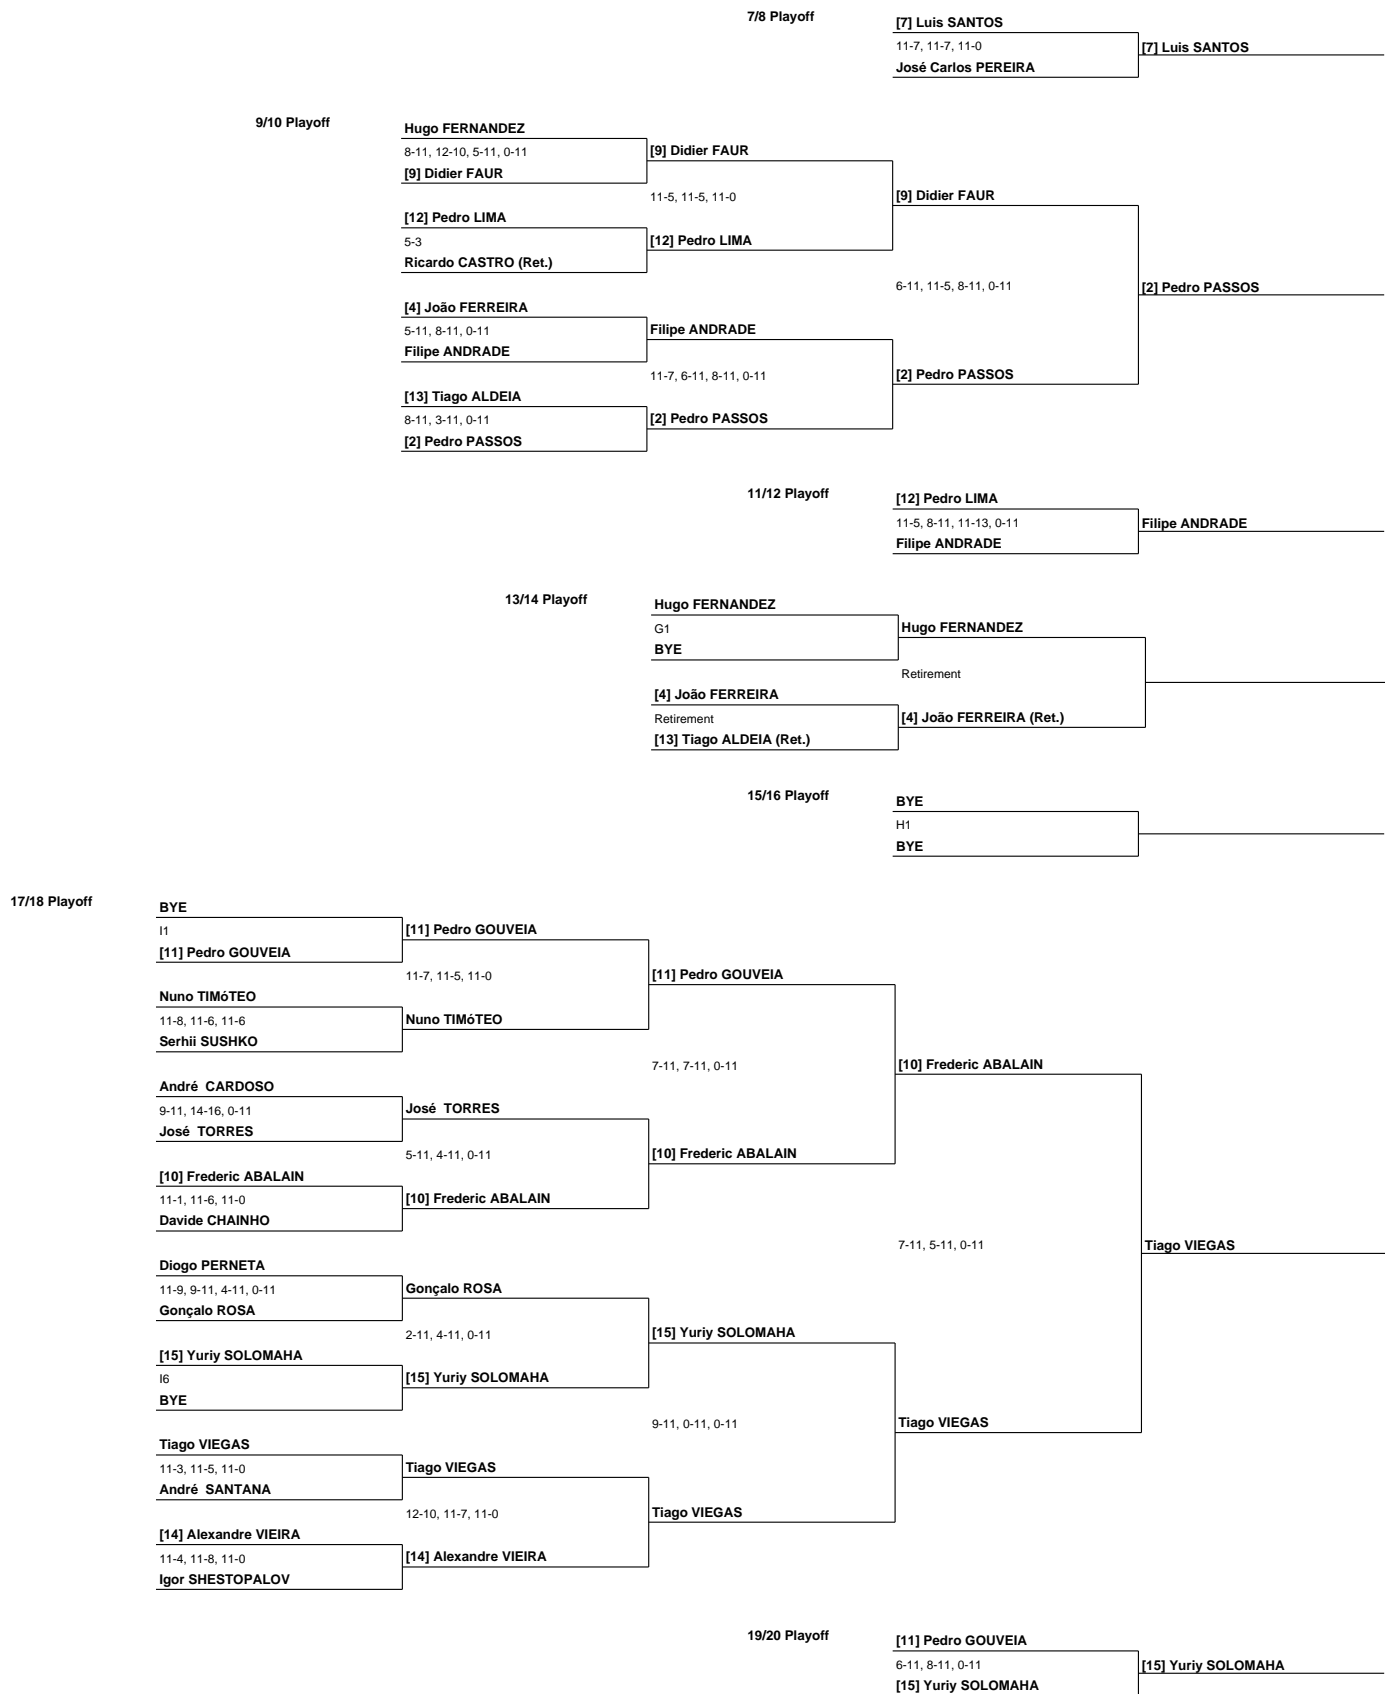 7/8 Playoff
[7] Luis SANTOS
11-7, 11-7, 11-0
[7] Luis SANTOS
José Carlos PEREIRA
9/10 Playoff
Hugo FERNANDEZ
8-11, 12-10, 5-11, 0-11
[9] Didier FAUR
[9] Didier FAUR
11-5, 11-5, 11-0
[9] Didier FAUR
[12] Pedro LIMA
5-3
[12] Pedro LIMA
Ricardo CASTRO (Ret.)
6-11, 11-5, 8-11, 0-11
[2] Pedro PASSOS
[4] João FERREIRA
5-11, 8-11, 0-11
Filipe ANDRADE
Filipe ANDRADE
11-7, 6-11, 8-11, 0-11
[2] Pedro PASSOS
[13] Tiago ALDEIA
8-11, 3-11, 0-11
[2] Pedro PASSOS
[2] Pedro PASSOS
11/12 Playoff
[12] Pedro LIMA
11-5, 8-11, 11-13, 0-11
Filipe ANDRADE
Filipe ANDRADE
13/14 Playoff
Hugo FERNANDEZ
G1
Hugo FERNANDEZ
BYE
Retirement
[4] João FERREIRA
Retirement
[4] João FERREIRA (Ret.)
[13] Tiago ALDEIA (Ret.)
15/16 Playoff
BYE
H1
BYE
17/18 Playoff
BYE
I1
[11] Pedro GOUVEIA
[11] Pedro GOUVEIA
11-7, 11-5, 11-0
[11] Pedro GOUVEIA
Nuno TIMóTEO
11-8, 11-6, 11-6
Nuno TIMóTEO
Serhii SUSHKO
7-11, 7-11, 0-11
[10] Frederic ABALAIN
André  CARDOSO
9-11, 14-16, 0-11
José  TORRES
José  TORRES
5-11, 4-11, 0-11
[10] Frederic ABALAIN
[10] Frederic ABALAIN
11-1, 11-6, 11-0
[10] Frederic ABALAIN
Davide CHAINHO
7-11, 5-11, 0-11
Tiago VIEGAS
Diogo PERNETA
11-9, 9-11, 4-11, 0-11
Gonçalo ROSA
Gonçalo ROSA
2-11, 4-11, 0-11
[15] Yuriy SOLOMAHA
[15] Yuriy SOLOMAHA
I6
[15] Yuriy SOLOMAHA
BYE
9-11, 0-11, 0-11
Tiago VIEGAS
Tiago VIEGAS
11-3, 11-5, 11-0
Tiago VIEGAS
André  SANTANA
12-10, 11-7, 11-0
Tiago VIEGAS
[14] Alexandre VIEIRA
11-4, 11-8, 11-0
[14] Alexandre VIEIRA
Igor SHESTOPALOV
19/20 Playoff
[11] Pedro GOUVEIA
6-11, 8-11, 0-11
[15] Yuriy SOLOMAHA
[15] Yuriy SOLOMAHA